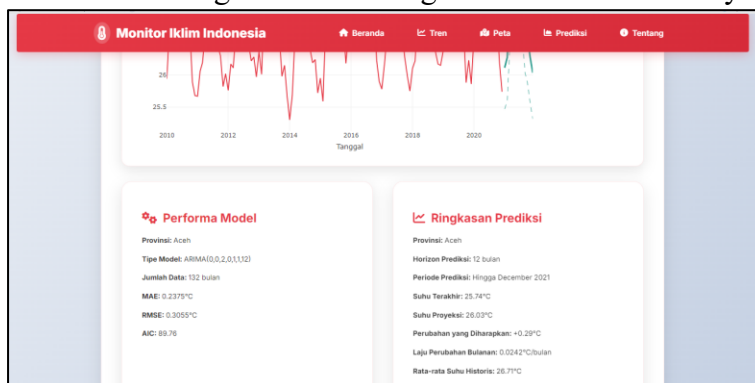 Monitor Iklim Indonesia
Beranda
Tren
Peta
Prediksi
Tentang
26
25.5
2010 2012 2014 2016 2018 2020
Tanggal
Performa Model
Provinsi: Aceh
Tipe Model: ARIMA(0,0,2,0,1,1,12)
Jumlah Data: 132 bulan
MAE: 0.2375°C
RMSE: 0.3055°C
AIC: 89.76
Ringkasan Prediksi
Provinsi: Aceh
Horizon Prediksi: 12 bulan
Periode Prediksi: Hingga December 2021
Suhu Terakhir: 25.74°C
Suhu Proyeksi: 26.03°C
Perubahan yang Diharapkan: +0.29°C
Laju Perubahan Bulanan: 0.0242°C/bulan
Rata-rata Suhu Historis: 26.71°C